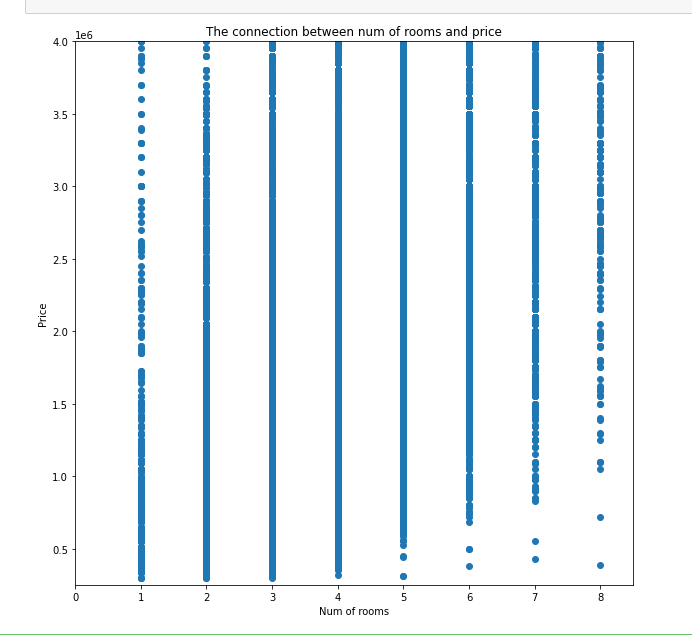 The connection between num of rooms and price
1e6
4.0
3.5
3.0
2.5
2.0
1.5
1.0
0.5
Price
0 1 2 3 4 5 6 7 8
Num of rooms